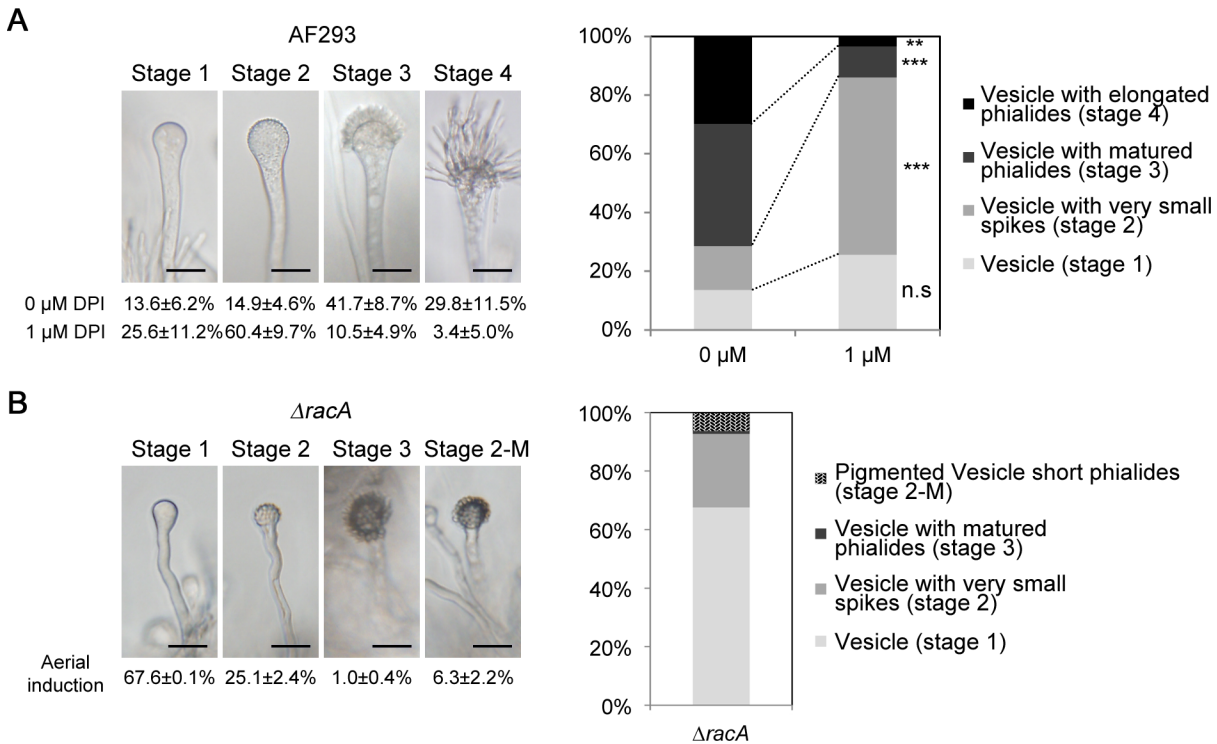 A
AF293
Stage 1 Stage 2 Stage 3 Stage 4
0 µM DPI 13.6±6.2% 14.9±4.6% 41.7±8.7% 29.8±11.5%
1 µM DPI 25.6±11.2% 60.4±9.7% 10.5±4.9% 3.4±5.0%
100%
80%
60%
40%
20%
0%
**
***
***
n.s
0 µM 1 µM
Vesicle with elongated
phialides (stage 4)
Vesicle with matured
phialides (stage 3)
Vesicle with very small
spikes (stage 2)
Vesicle (stage 1)
B
ΔracA
Stage 1 Stage 2 Stage 3 Stage 2-M
Aerial
induction
67.6±0.1% 25.1±2.4% 1.0±0.4% 6.3±2.2%
100%
80%
60%
40%
20%
0%
ΔracA
Pigmented Vesicle short phialides
(stage 2-M)
Vesicle with matured
phialides (stage 3)
Vesicle with very small
spikes (stage 2)
Vesicle (stage 1)